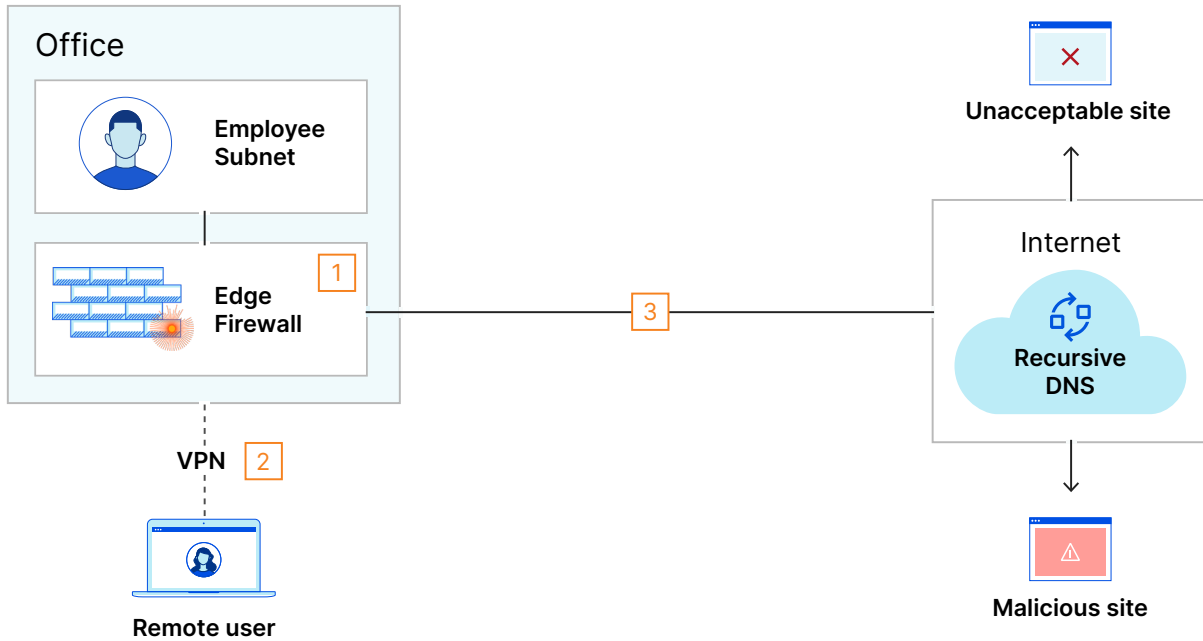 Office
Employee
Subnet
1
Edge
Firewall
VPN
2
Remote user
3
Unacceptable site
Internet
Recursive
DNS
Malicious site